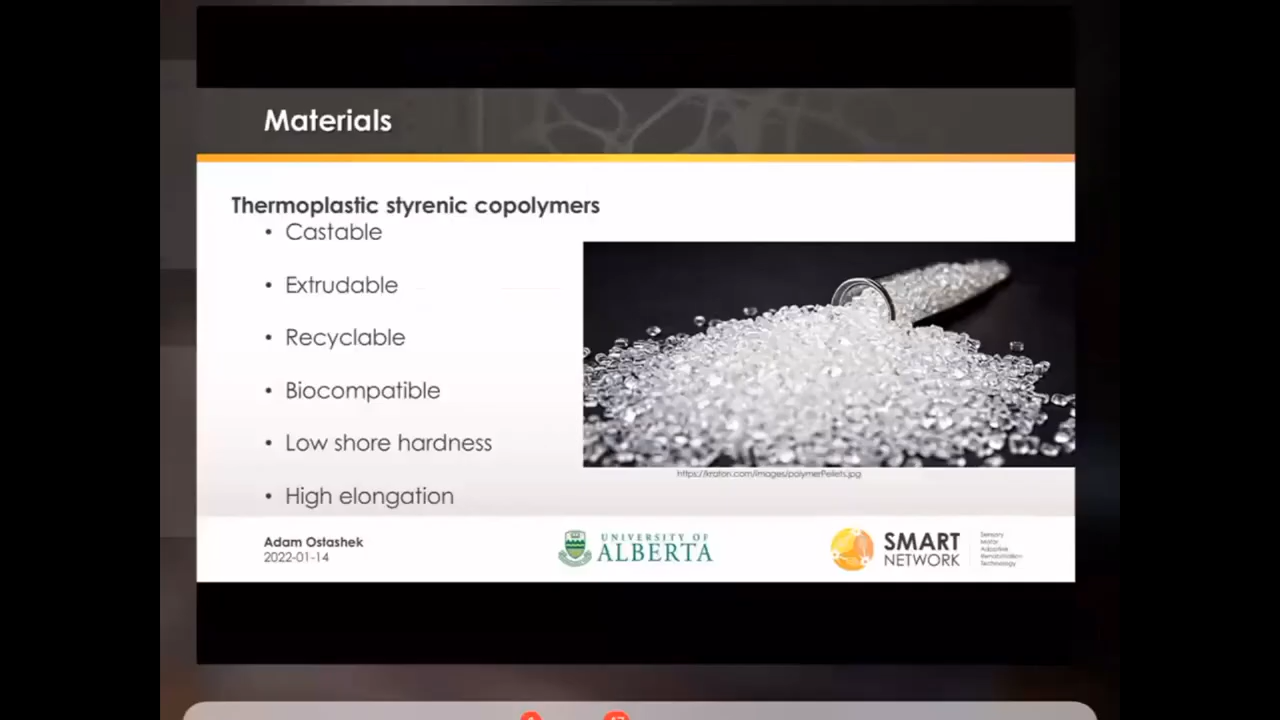 Materials
Thermoplastic styrenic copolymers
• Castable
• Extrudable
• Recyclable
• Biocompatible
• Low shore hardness
• High elongation
https://kraton.com/images/polymerPellets.jpg
Adam Ostashek
2022-01-14
UNIVERSITY OF
ALBERTA
SMART
NETWORK
Sensory
Motor
Adaptive
Rehabilitation
Technology